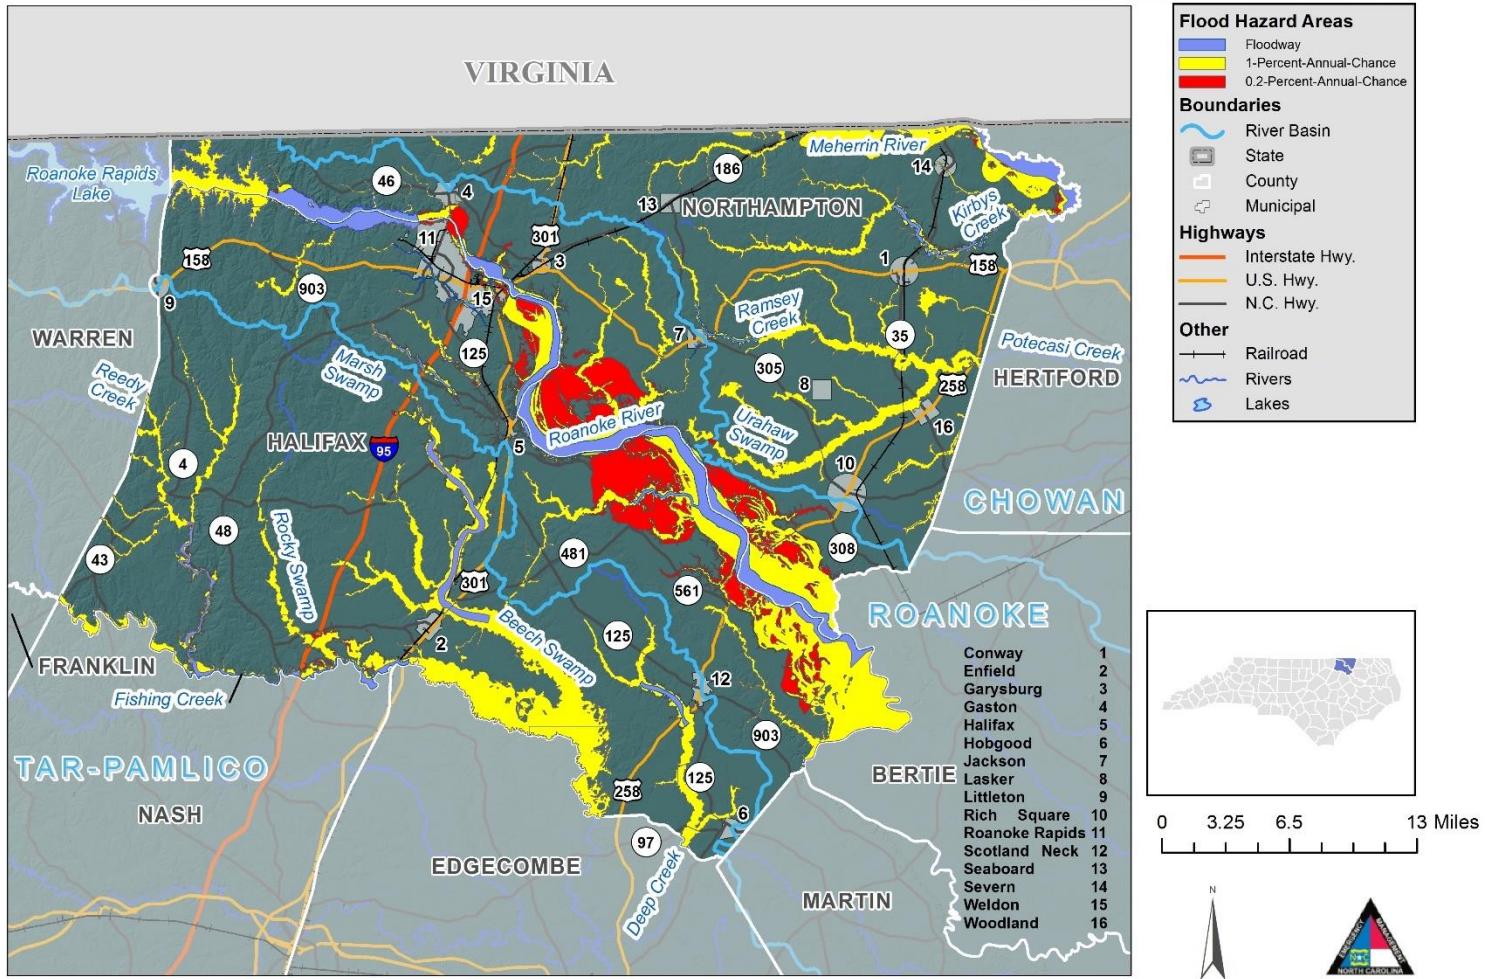 VIRGINIA
Roanoke Rapids
Lake
46
4
186
Meherrin River
14
13
NORTHAMPTON
Kirbys
Creek
11
301
3
158
903
9
15
1
158
WARREN
Reedy
Creek
Marsh
Swamp
125
7
Ramsey
Creek
35
305
8
Potecasi Creek
HERTFORD
258
16
Roanoke River
Urahaw
Swamp
HALIFAX
95
5
4
10
CHOWAN
48
Rocky Swamp
43
481
308
301
561
ROANOKE
Beech Swamp
125
2
FRANKLIN
Fishing Creek
12
903
TAR-PAMLICO
NASH
125
258
6
97
BERTIE
EDGECOMBE
Deep Creek
MARTIN
Conway 1
Enfield 2
Garysburg 3
Gaston 4
Halifax 5
Hobgood 6
Jackson 7
Lasker 8
Littleton 9
Rich Square 10
Roanoke Rapids 11
Scotland Neck 12
Seaboard 13
Severn 14
Weldon 15
Woodland 16
Flood Hazard Areas
Floodway
1-Percent-Annual-Chance
0.2-Percent-Annual-Chance
Boundaries
River Basin
State
County
Municipal
Highways
Interstate Hwy.
U.S. Hwy.
N.C. Hwy.
Other
Railroad
Rivers
Lakes
0 3.25 6.5 13 Miles
N
EMERGENCY
MANAGEMENT
NORTH CAROLINA